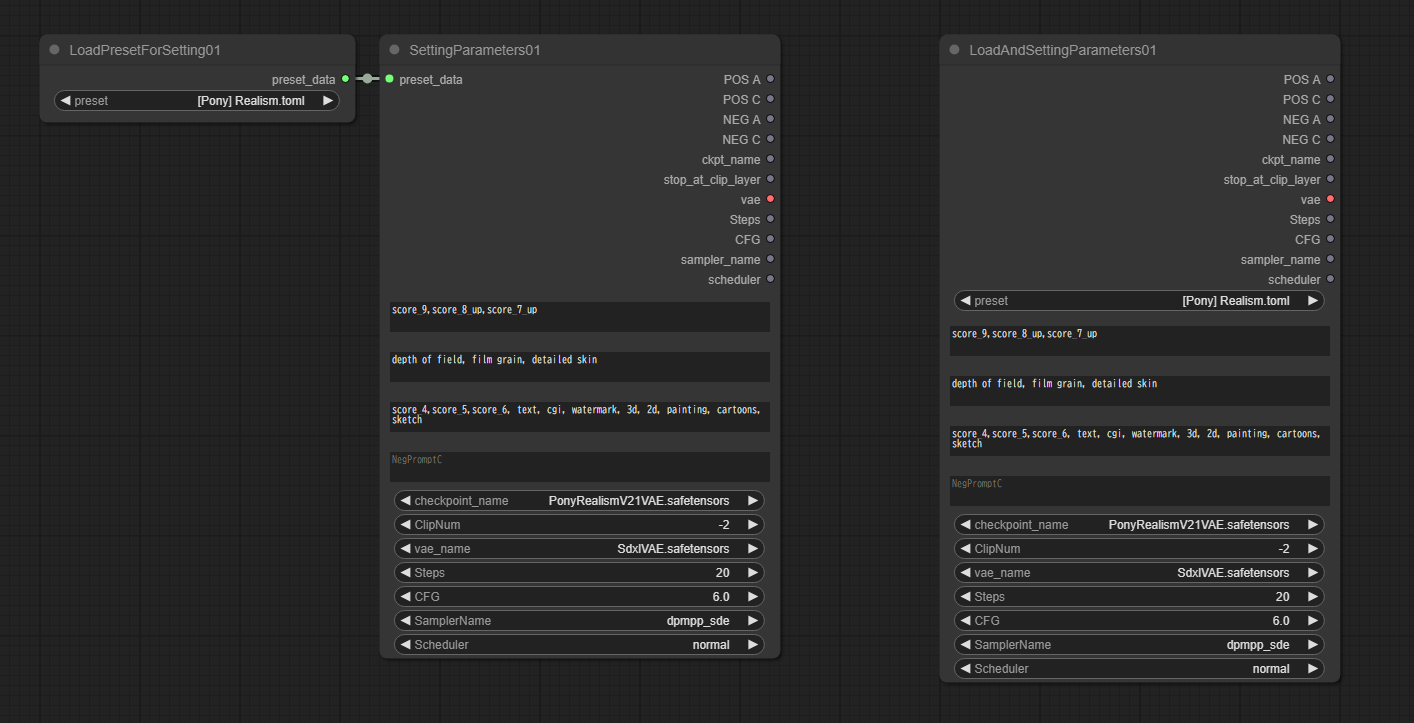 LoadPresetForSetting01
preset_data
preset [Pony] Realism.toml
SettingParameters01
preset_data POS A
POS C
NEG A
NEG C
ckpt_name
stop_at_clip_layer
vae
Steps
CFG
sampler_name
scheduler
score_9,score_8_up,score_7_up
depth of field, film grain, detailed skin
score_4,score_5,score_6, text, cgi, watermark, 3d, 2d, painting, cartoons,
sketch
NegPromptC
checkpoint_name PonyRealismV21VAE.safetensors
ClipNum -2
vae_name SdxlVAE.safetensors
Steps 20
CFG 6.0
SamplerName dpmpp_sde
Scheduler normal
LoadAndSettingParameters01
POS A
POS C
NEG A
NEG C
ckpt_name
stop_at_clip_layer
vae
Steps
CFG
sampler_name
scheduler
preset [Pony] Realism.toml
score_9,score_8_up,score_7_up
depth of field, film grain, detailed skin
score_4,score_5,score_6, text, cgi, watermark, 3d, 2d, painting, cartoons,
sketch
NegPromptC
checkpoint_name PonyRealismV21VAE.safetensors
ClipNum -2
vae_name SdxlVAE.safetensors
Steps 20
CFG 6.0
SamplerName dpmpp_sde
Scheduler normal